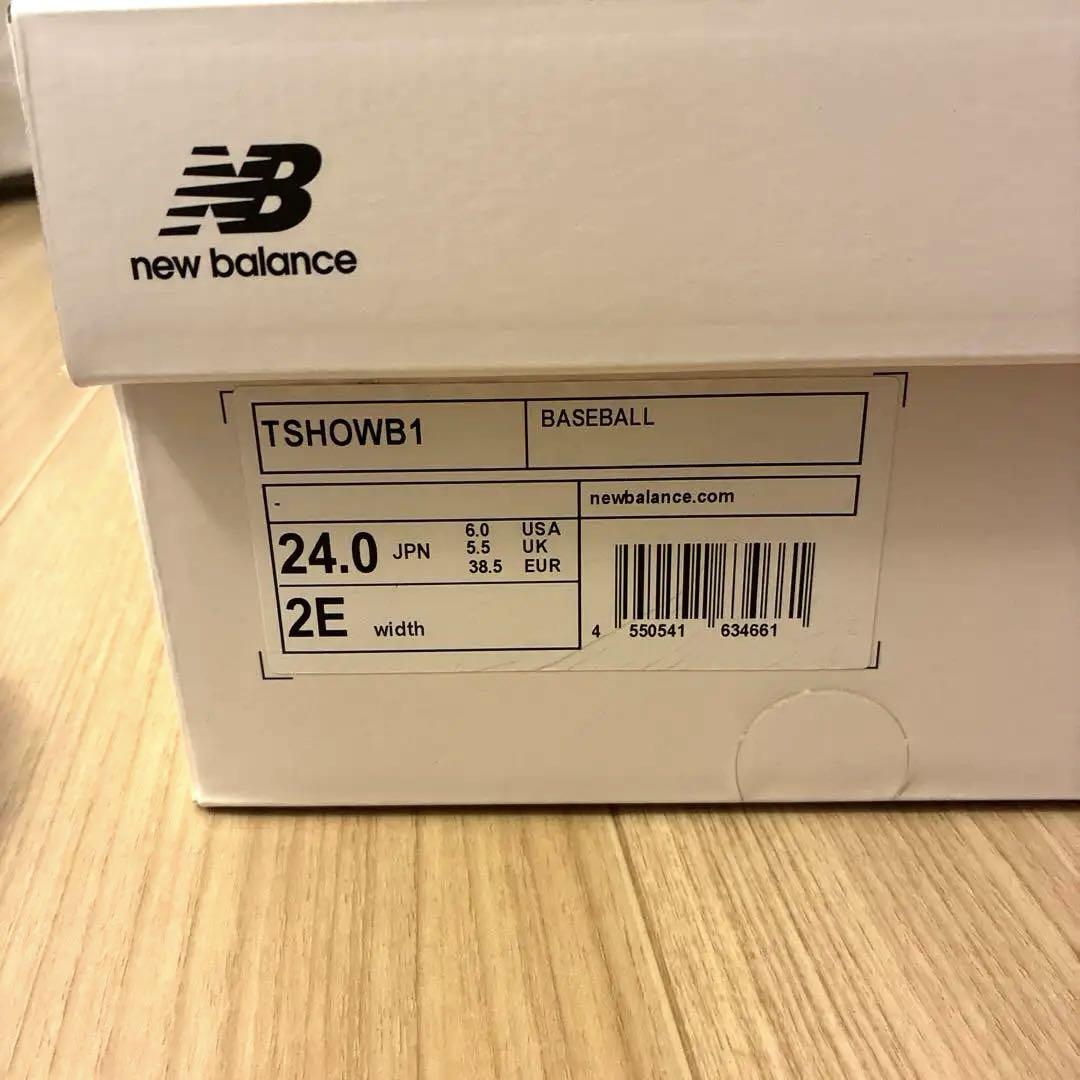 NB
new balance
TSHOWB1
BASEBALL
-
newbalance.com
24.0 JPN
6.0 USA
5.5 UK
38.5 EUR
2E width
4 550541 634661